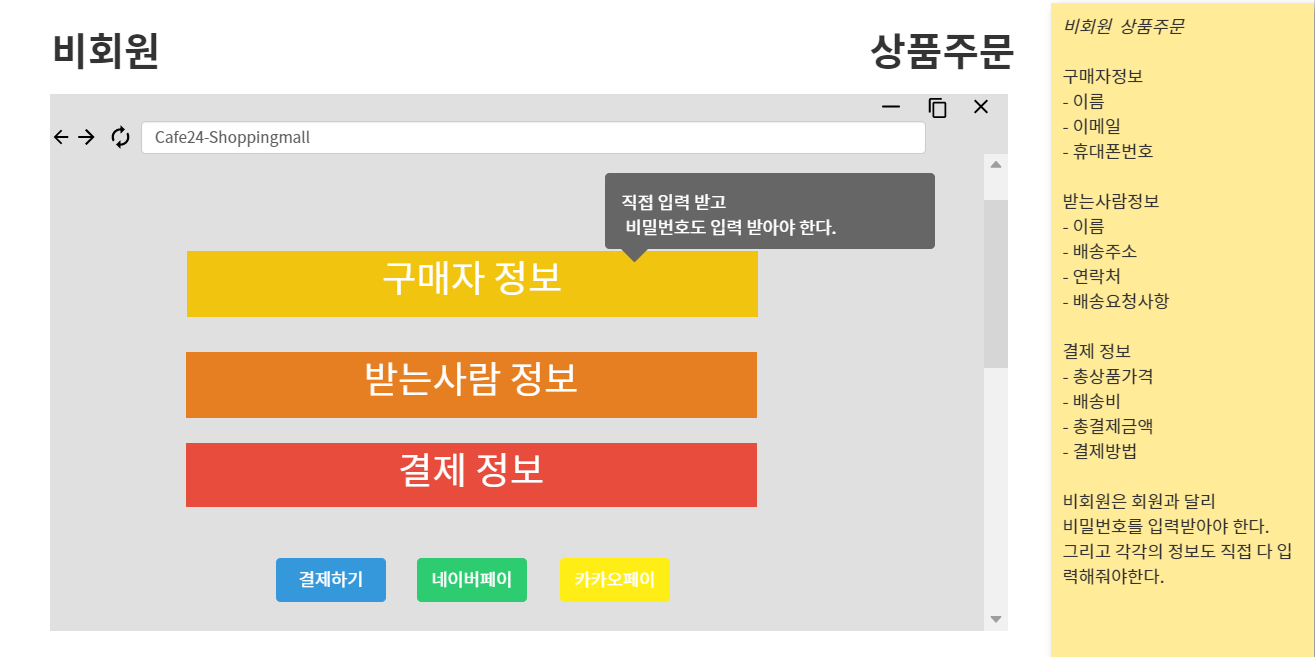 비회원
상품주문
Cafe24-Shoppingmall
직접 입력 받고
비밀번호도 입력 받아야 한다.
구매자 정보
받는사람 정보
결제 정보
결제하기
네이버페이
카카오페이
비회원 상품주문
구매자정보
- 이름
- 이메일
- 휴대폰번호
받는사람정보
- 이름
- 배송주소
- 연락처
- 배송요청사항
결제 정보
- 총상품가격
- 배송비
- 총결제금액
- 결제방법
비회원은 회원과 달리
비밀번호를 입력받아야 한다.
그리고 각각의 정보도 직접 다 입
력해줘야한다.